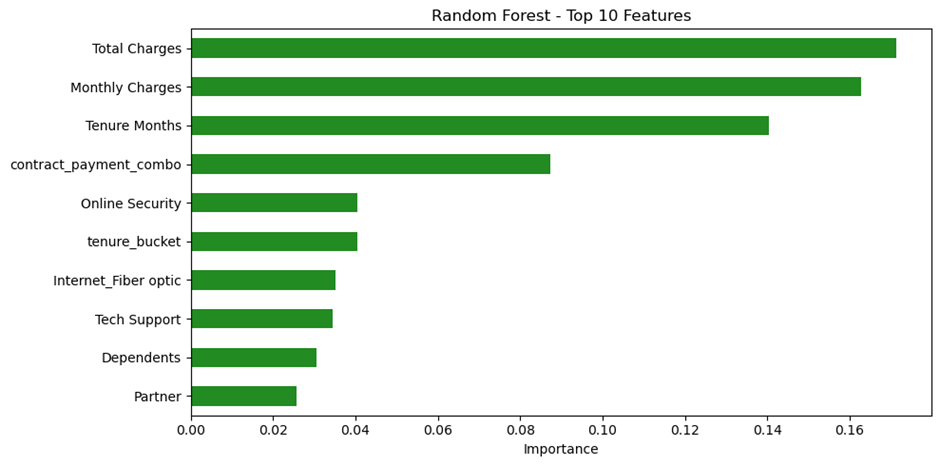 Random Forest - Top 10 Features
Total Charges
Monthly Charges
Tenure Months
contract_payment_combo
Online Security
tenure_bucket
Internet_Fiber optic
Tech Support
Dependents
Partner
0.00 0.02 0.04 0.06 0.08 0.10 0.12 0.14 0.16
Importance